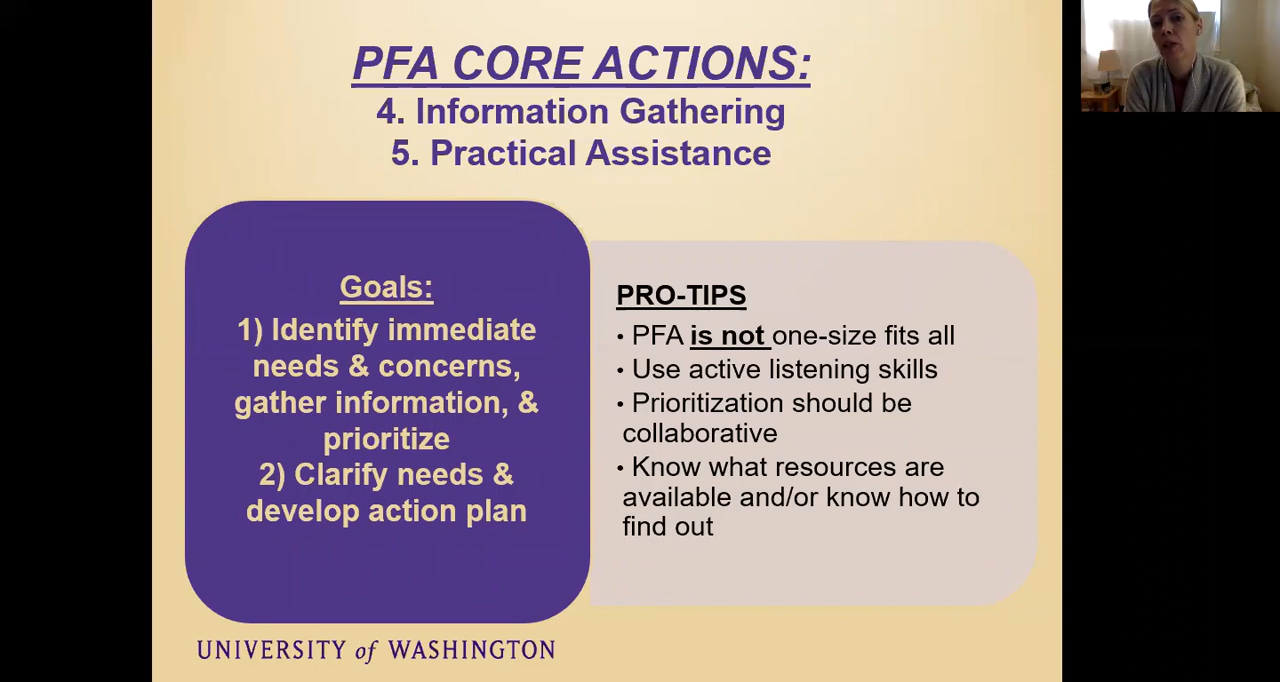 PFA CORE ACTIONS:
4. Information Gathering
5. Practical Assistance
Goals:
1) Identify immediate
needs & concerns,
gather information, &
prioritize
2) Clarify needs &
develop action plan
PRO-TIPS
• PFA is not one-size fits all
• Use active listening skills
• Prioritization should be
collaborative
• Know what resources are
available and/or know how to
find out
UNIVERSITY of WASHINGTON